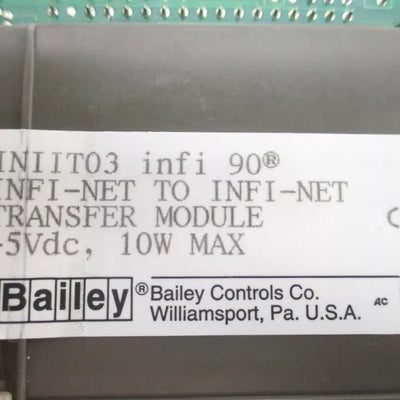 INIIT03 infi 90®
INFI-NET TO INFI-NET
TRANSFER MODULE
5Vdc, 10W MAX
Bailey® Bailey Controls Co.
Williamsport, Pa. U.S.A.
AC